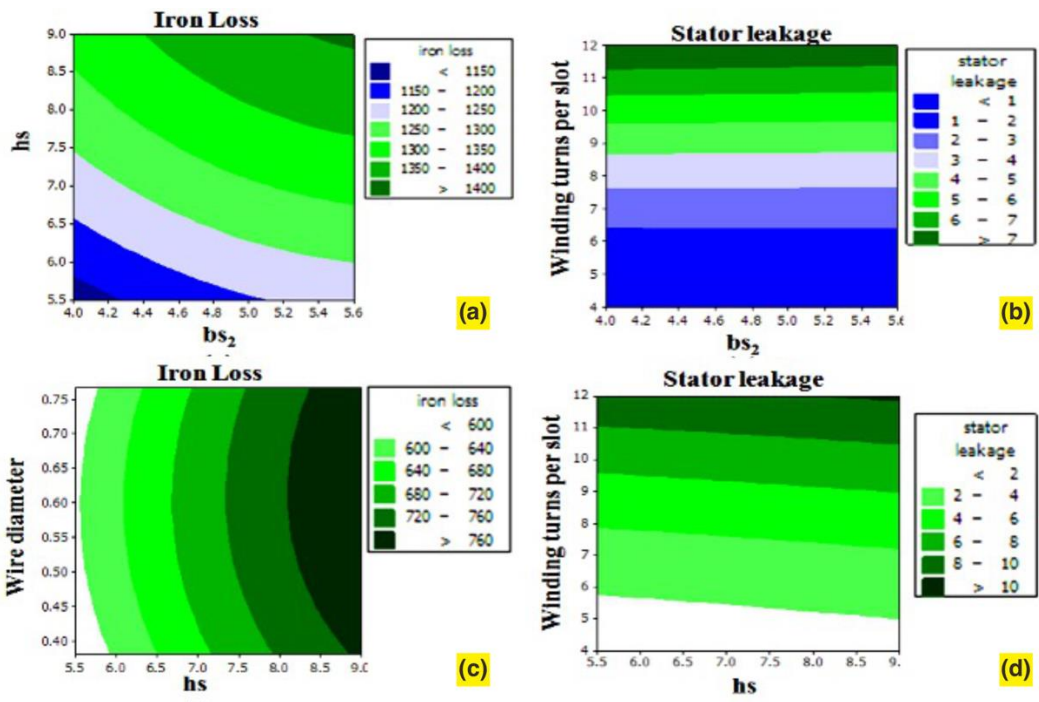 Iron Loss
9.0
8.5
8.0
7.5
7.0
6.5
6.0
5.5
hs
4.0 4.2 4.4 4.6 4.8 5.0 5.2 5.4 5.6
bs2
iron loss
< 1150
1150 – 1200
1200 – 1250
1250 – 1300
1300 – 1350
1350 – 1400
> 1400
(a)
Stator leakage
12
11
10
9
8
7
6
5
4
Winding turns per slot
4.0 4.2 4.4 4.6 4.8 5.0 5.2 5.4 5.6
bs2
stator
leakage
< 1
1 – 2
2 – 3
3 – 4
4 – 5
5 – 6
6 – 7
> 7
(b)
Iron Loss
0.75
0.70
0.65
0.60
0.55
0.50
0.45
0.40
Wire diameter
5.5 6.0 6.5 7.0 7.5 8.0 8.5 9.0
hs
iron loss
< 600
600 – 640
640 – 680
680 – 720
720 – 760
> 760
(c)
Stator leakage
12
11
10
9
8
7
6
5
4
Winding turns per slot
5.5 6.0 6.5 7.0 7.5 8.0 8.5 9.
hs
stator
leakage
< 2
2 – 4
4 – 6
6 – 8
8 – 10
> 10
(d)